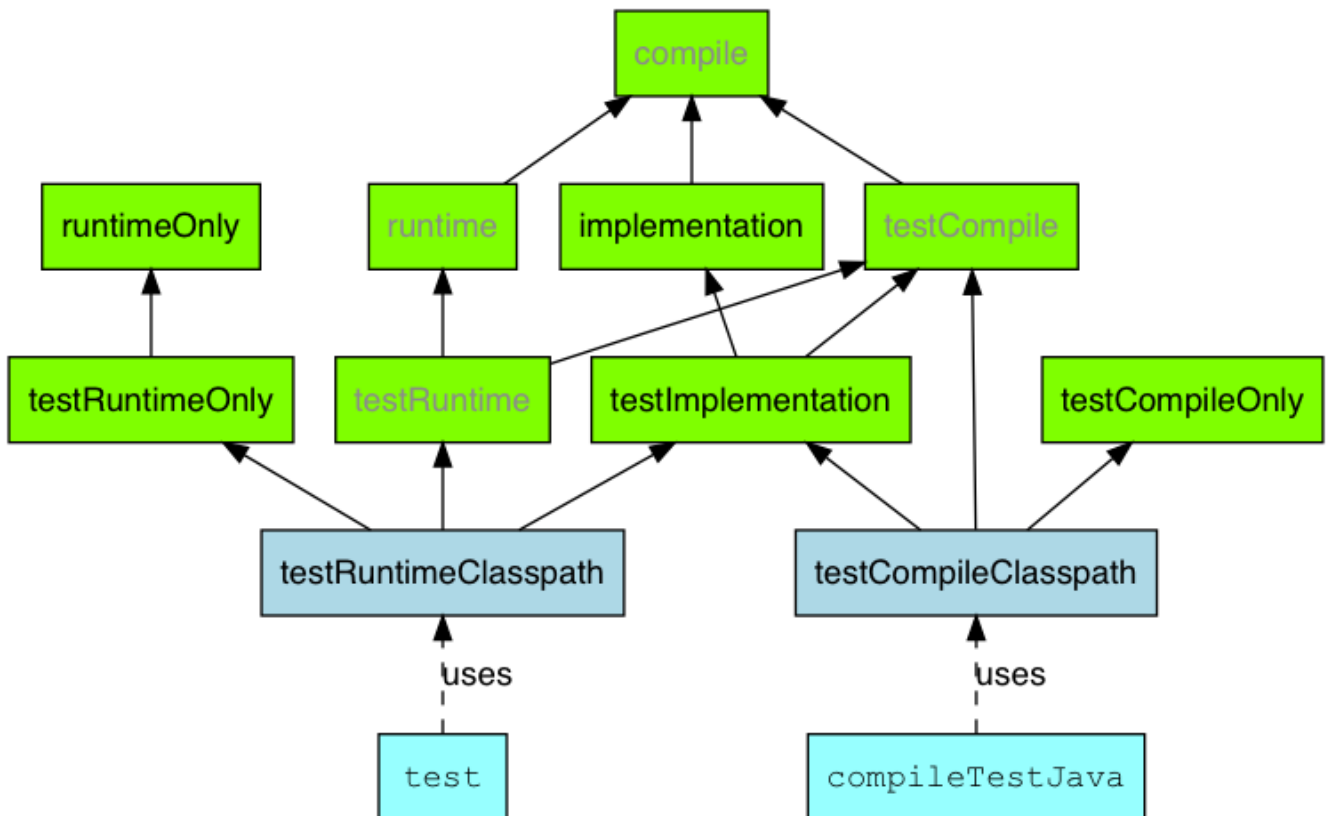 compile
runtimeOnly
runtime
implementation
testCompile
testRuntimeOnly
testRuntime
testImplementation
testCompileOnly
testRuntimeClasspath
testCompileClasspath
uses
uses
test
compileTestJava